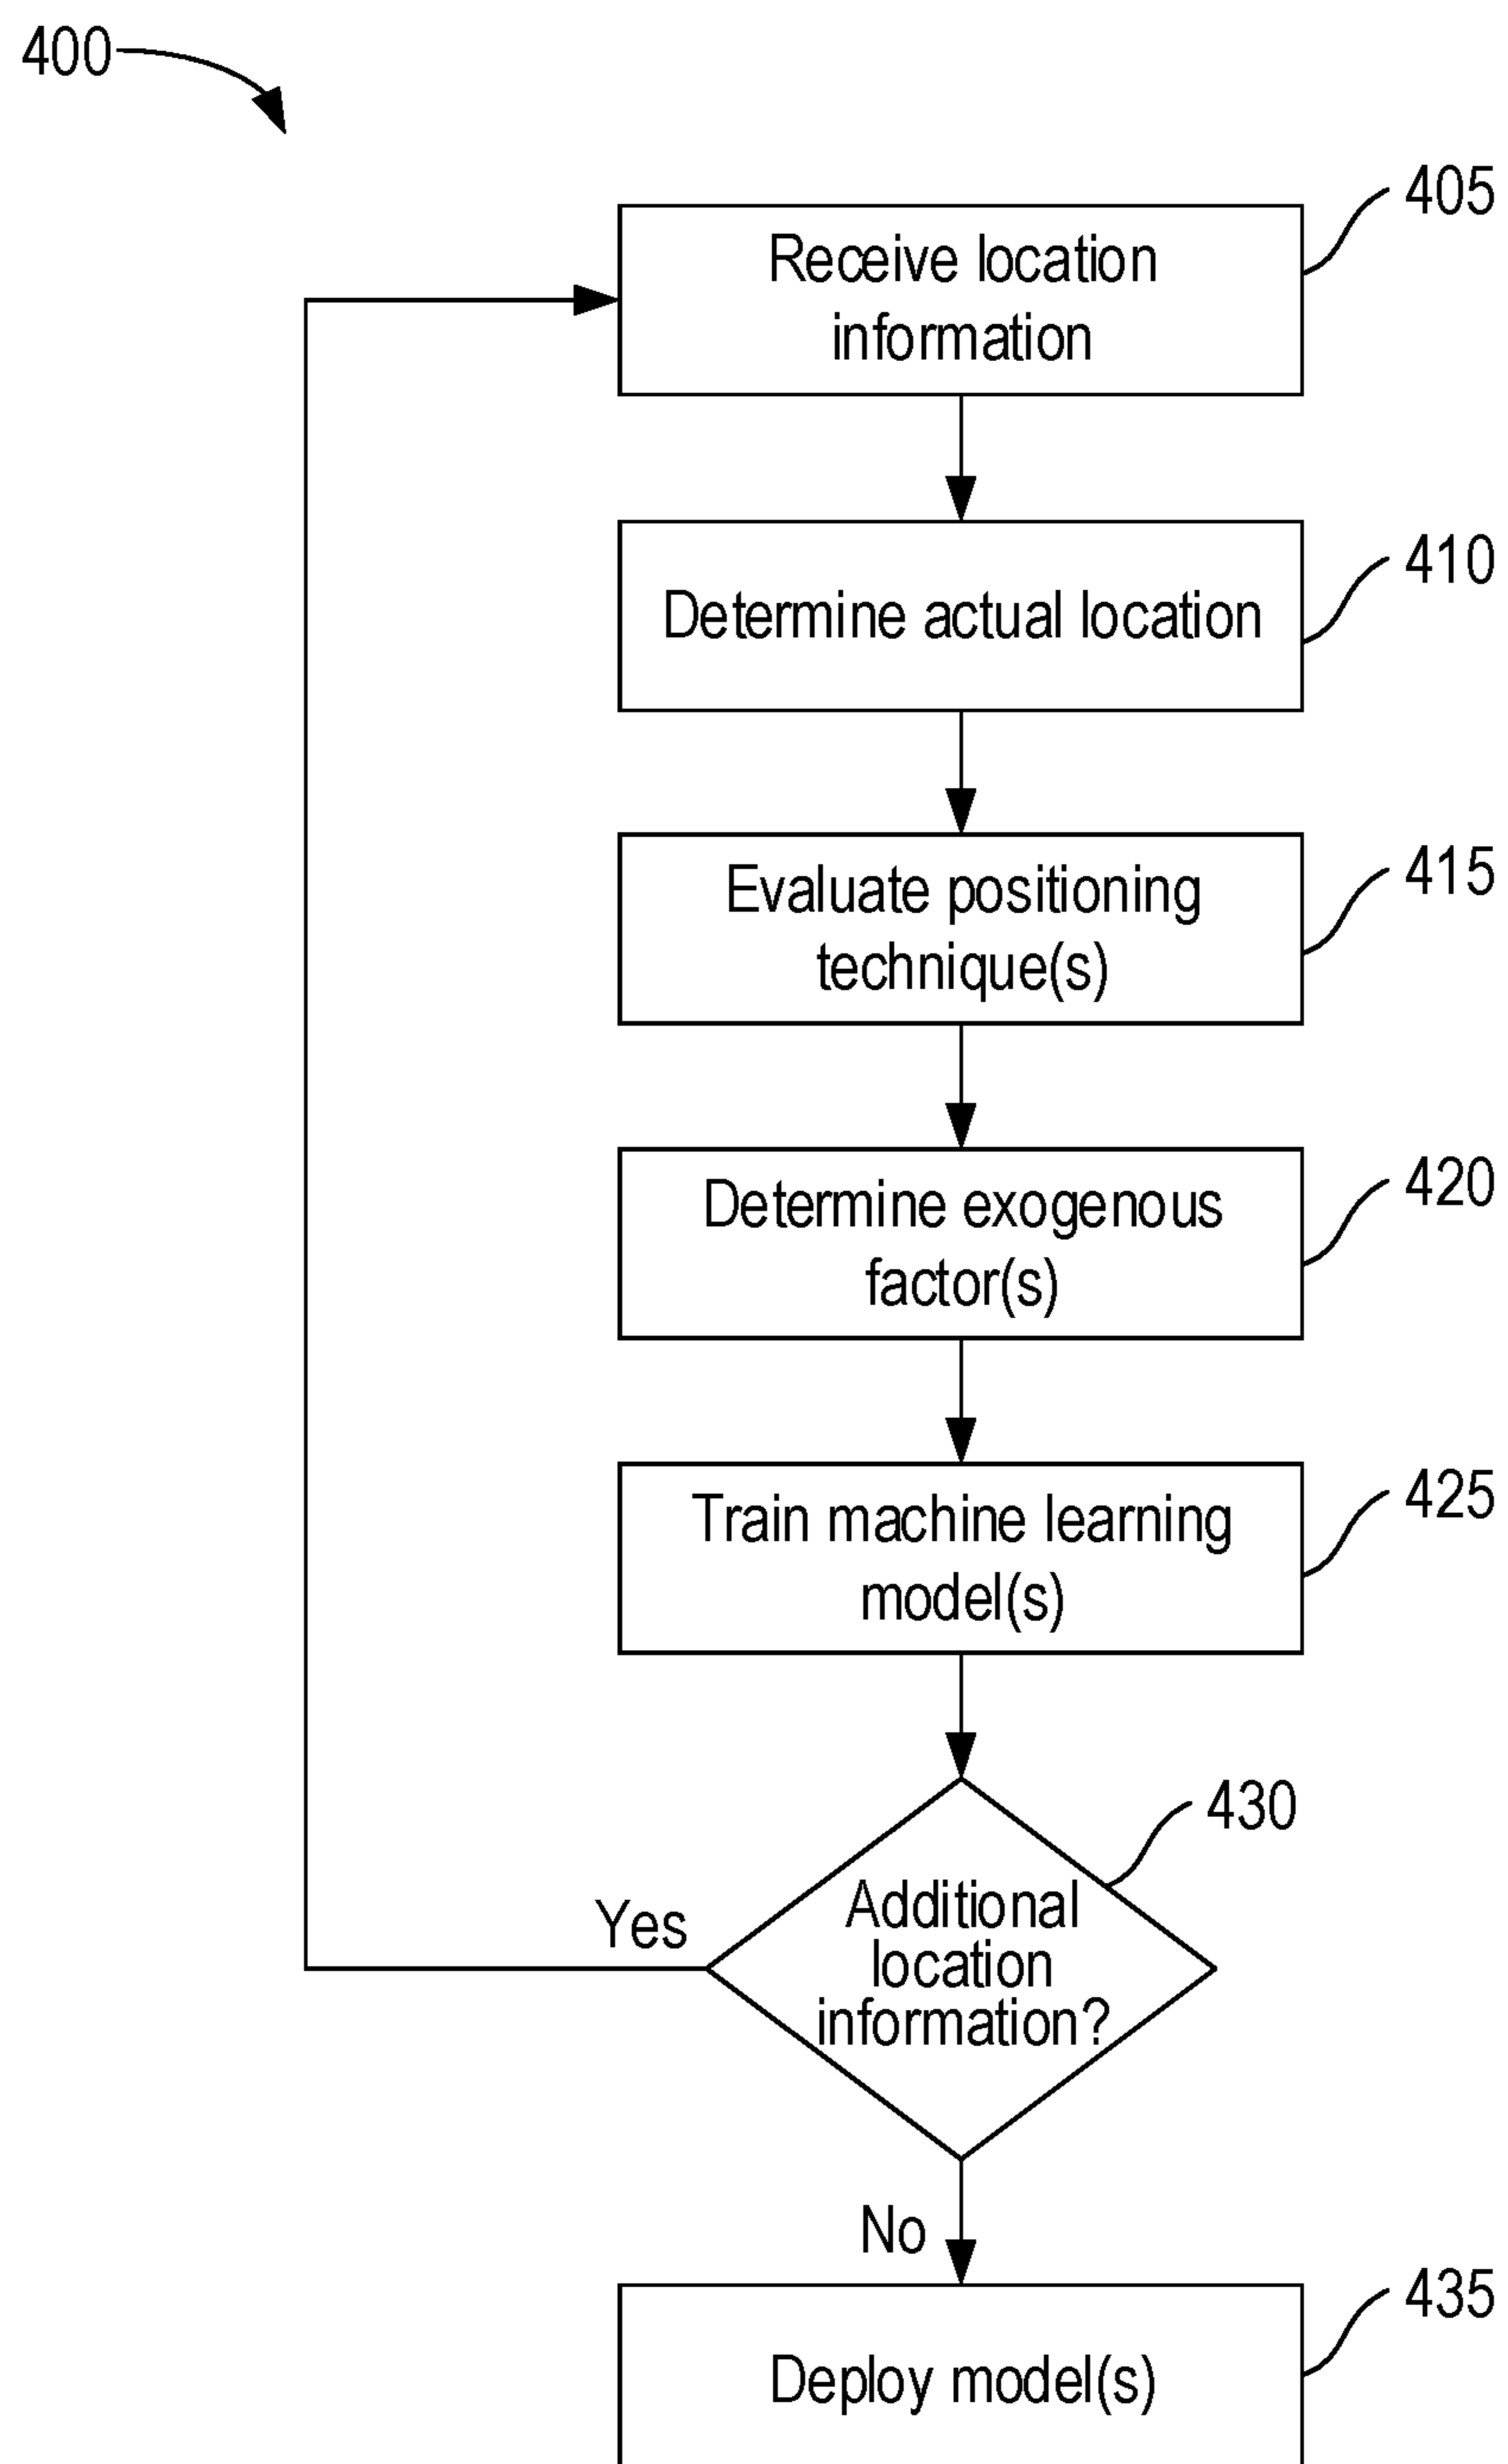 400
405
Receive location
information
410
Determine actual location
415
Evaluate positioning
technique(s)
420
Determine exogenous
factor(s)
425
Train machine learning
model(s)
430
Additional
location
information?
Yes
No
435
Deploy model(s)